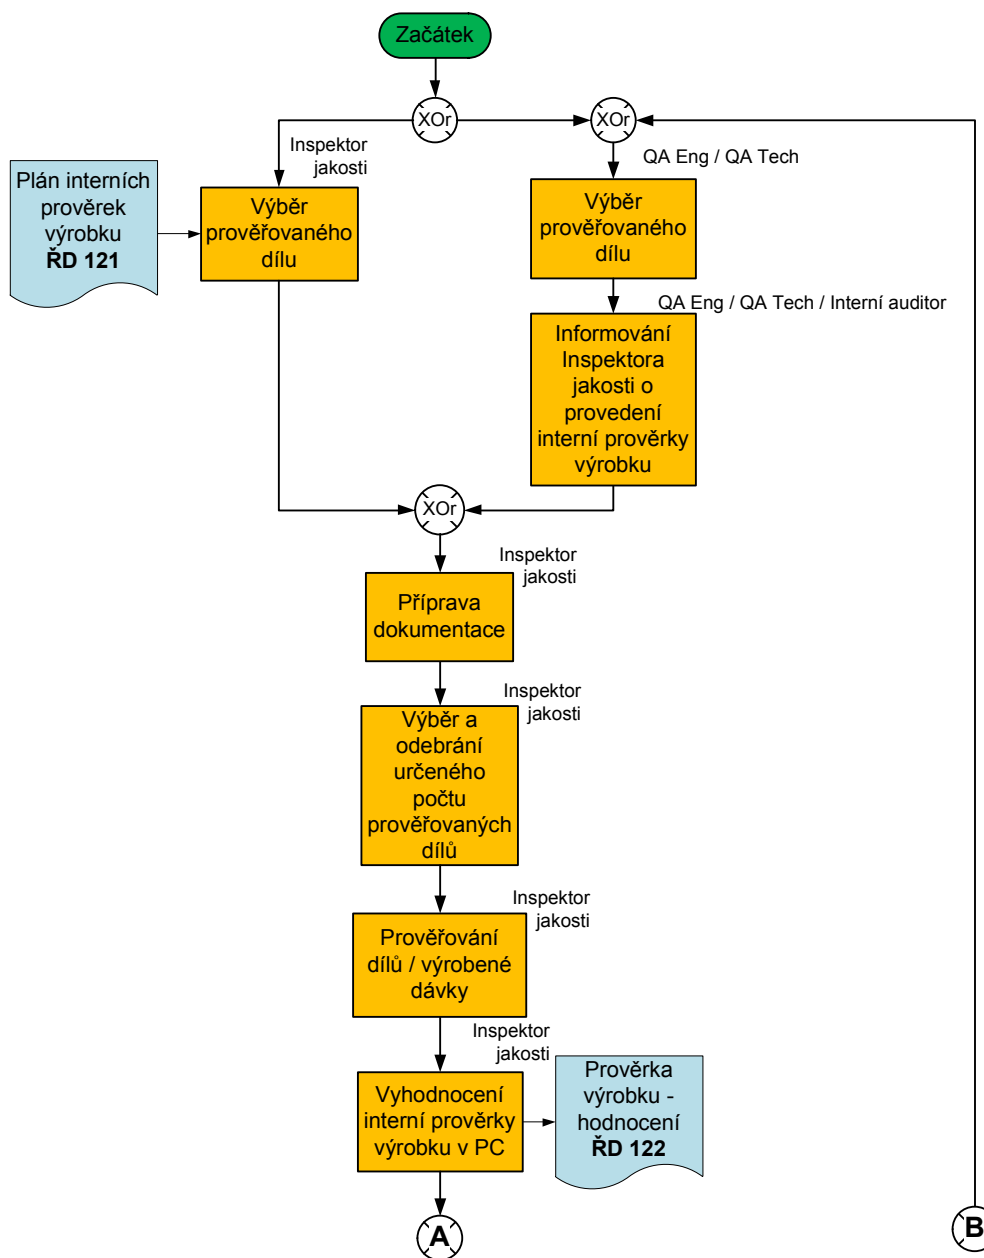 Začátek
XOr
XOr
Inspektor
jakosti
QA Eng / QA Tech
Plán interních
prověrek
výrobku
ŘD 121
Výběr
prověřovaného
dílu
Výběr
prověřovaného
dílu
QA Eng / QA Tech / Interní auditor
Informování
Inspektora
jakosti o
provedení
interní prověrky
výrobku
XOr
Inspektor
jakosti
Příprava
dokumentace
Inspektor
jakosti
Výběr a
odebrání
určeného
počtu
prověřovaných
dílů
Inspektor
jakosti
Prověřování
dílů / výrobené
dávky
Inspektor
jakosti
Vyhodnocení
interní prověrky
výrobku v PC
Prověrka
výrobku -
hodnocení
ŘD 122
A
B